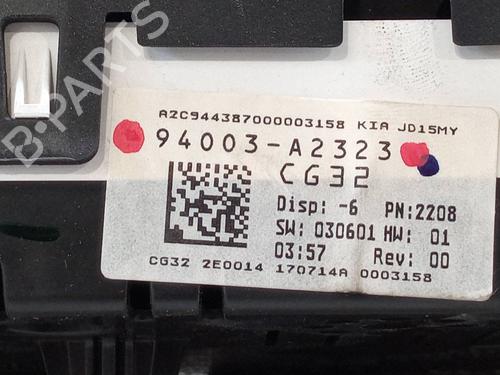 B-PARTS
A2C944387000003158 KIA JD15MY
94003-A2323
CG32
Disp: -6 PN:2208
SW: 030601 HW: 01
03:57 Rev: 00
CG32 2E0014 170714A 0003158